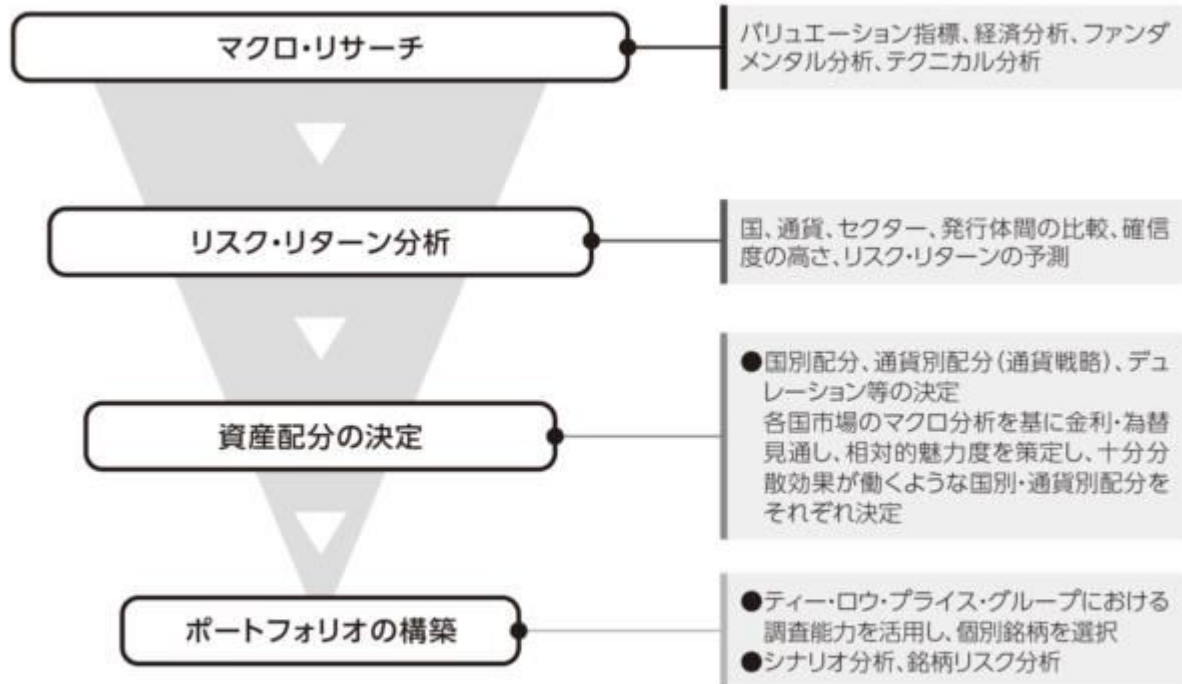 マクロ・リサーチ
バリュエーション指標、経済分析、ファンダ
メンタル分析、テクニカル分析
リスク・リターン分析
国、通貨、セクター、発行体間の比較、確信
度の高さ、リスク・リターンの予測
資産配分の決定
●国別配分、通貨別配分(通貨戦略)、デュ
レーション等の決定
各国市場のマクロ分析を基に金利・為替
見通し、相対的魅力度を策定し、十分分
散効果が働くような国別・通貨別配分を
それぞれ決定
ポートフォリオの構築
●ティー・ロウ・プライス・グループにおける
調査能力を活用し、個別銘柄を選択
●シナリオ分析、銘柄リスク分析